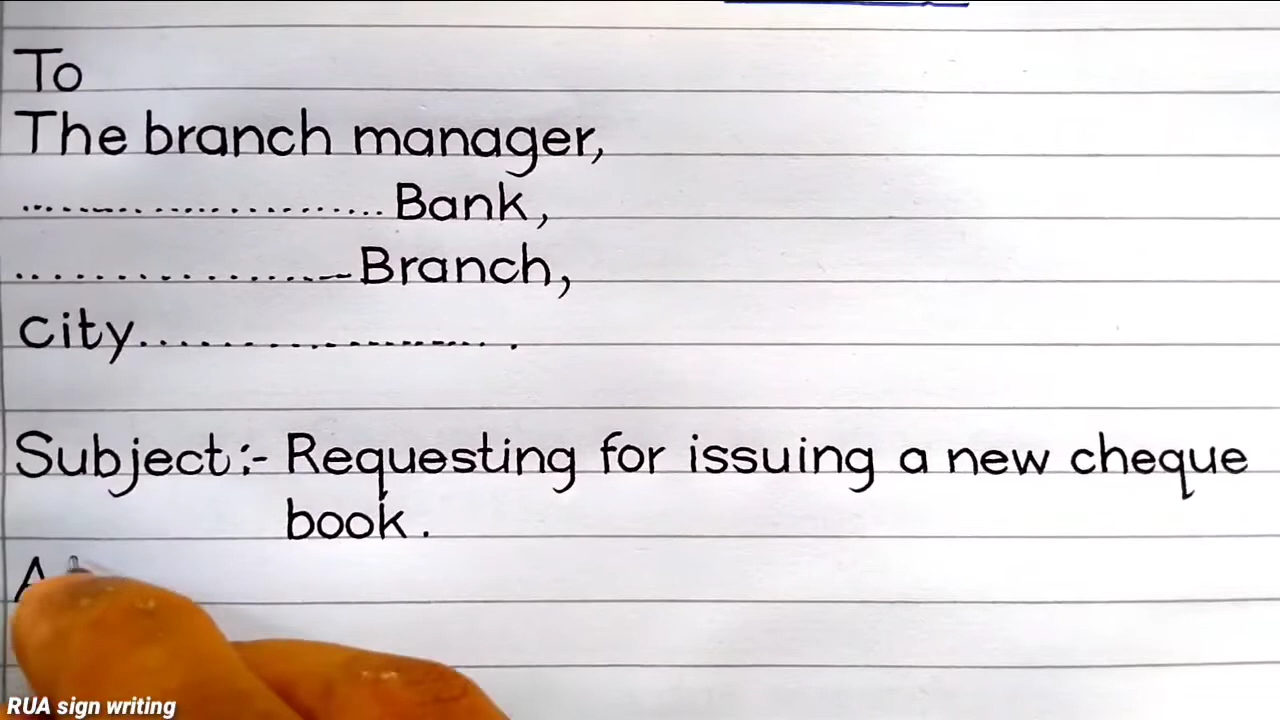 To
The branch manager,
........................ Bank,
.....................Branch,
city......................
Subject:- Requesting for issuing a new cheque
book.
A
RUA sign writing